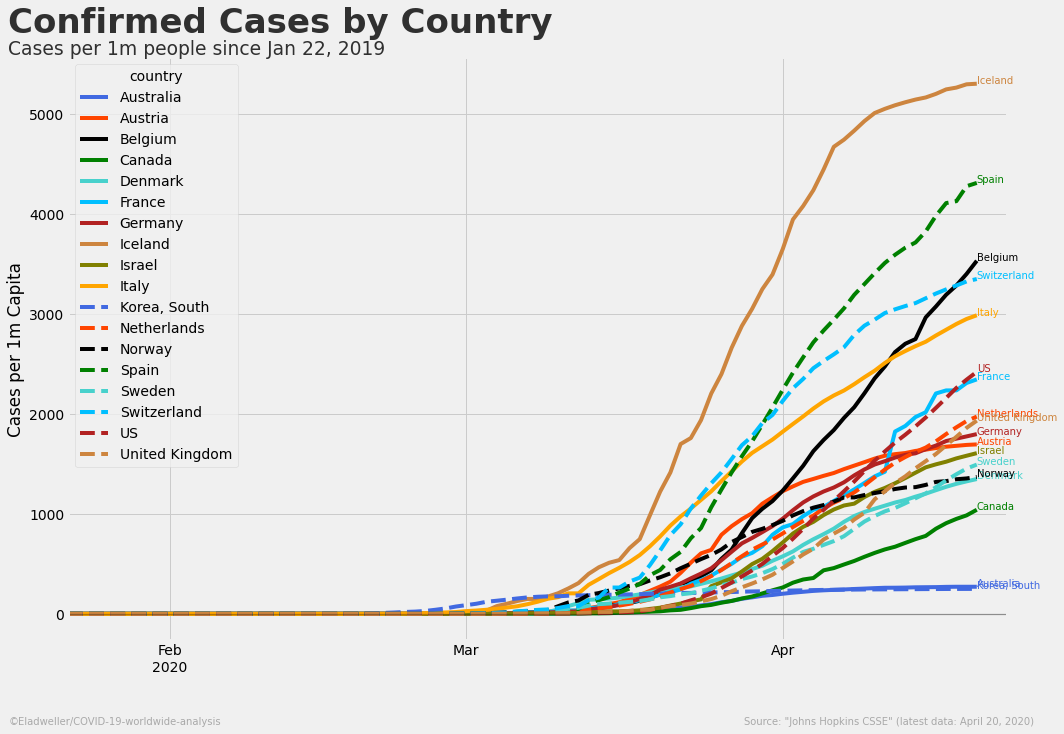 Confirmed Cases by Country
Cases per 1m people since Jan 22, 2019
country
Australia
Austria
Belgium
Canada
Denmark
France
Germany
Iceland
Israel
Italy
Korea, South
Netherlands
Norway
Spain
Sweden
Switzerland
US
United Kingdom
Cases per 1m Capita
5000
4000
3000
2000
1000
0
Iceland
Spain
Belgium
Switzerland
Italy
US
France
Netherlands
United Kingdom
Germany
Austria
Israel
Sweden
Norway
Denmark
Canada
Australia
Korea, South
Feb
2020
Mar
Apr
©Eladweller/COVID-19-worldwide-analysis
Source: "Johns Hopkins CSSE" (latest data: April 20, 2020)